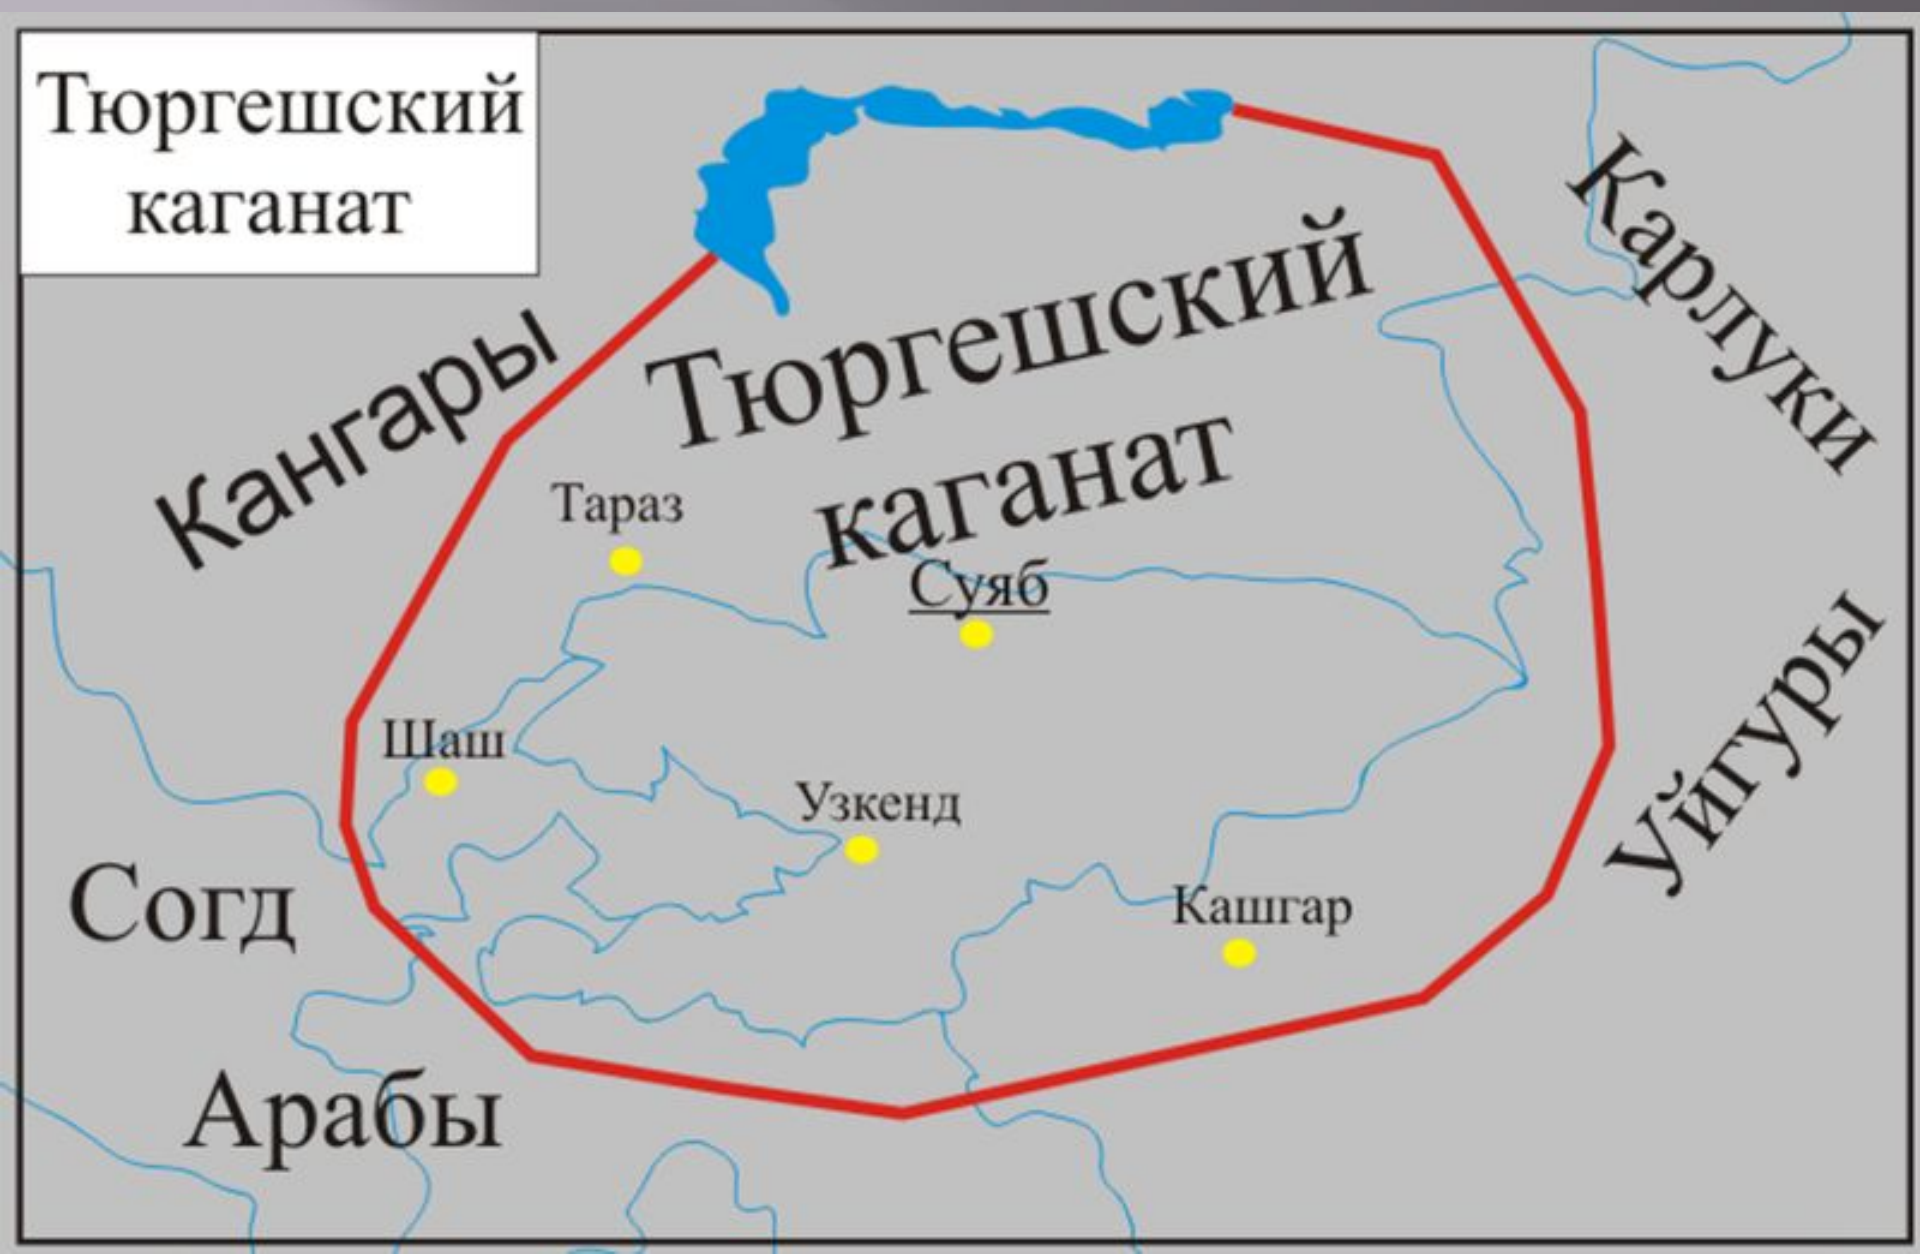 Тюргешский
каганат
Карлуки
Тюргешский
каганат
Кангары
Тараз
Суяб
Уйгуры
Шаш
Узкенд
Согд
Кашгар
Арабы